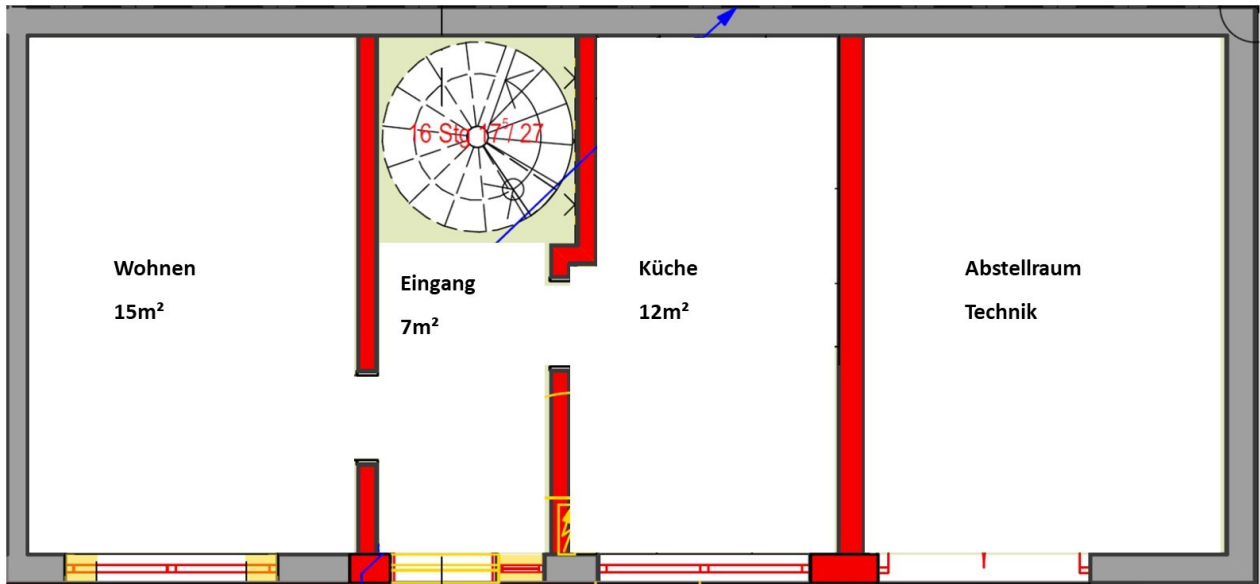 16 Stg 17⁵/ 27
Wohnen
15m²
Eingang
7m²
Küche
12m²
Abstellraum
Technik